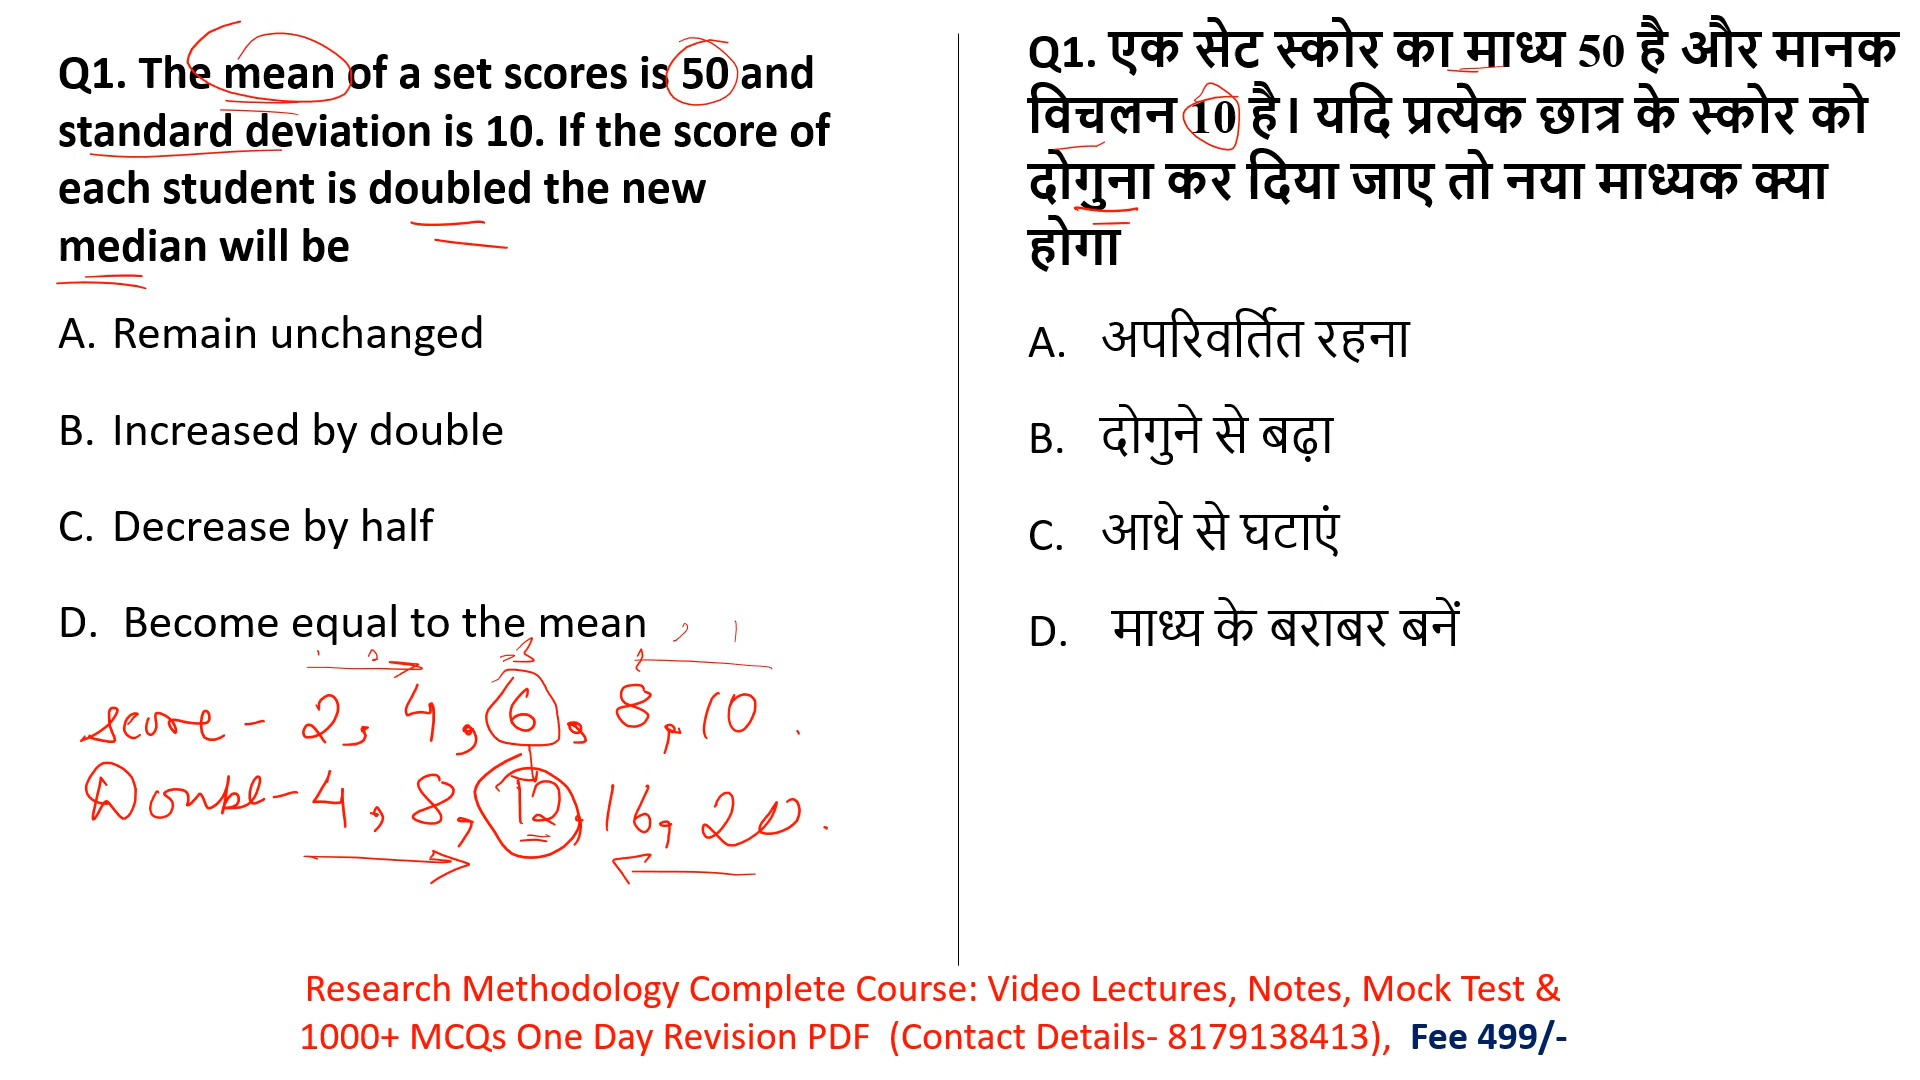 Q1. The mean of a set scores is 50 and
standard deviation is 10. If the score of
each student is doubled the new
median will be
A. Remain unchanged
B. Increased by double
C. Decrease by half
D. Become equal to the mean
=3
score - 2, 4, 6, 8, 10.
Double - 4, 8, 12, 16, 20.
Q1. एक सेट स्कोर का माध्य 50 है और मानक
विचलन 10 है। यदि प्रत्येक छात्र के स्कोर को
दोगुना कर दिया जाए तो नया माध्यक क्या
होगा
A. अपरिवर्तित रहना
B. दोगुने से बढ़ा
C. आधे से घटाएं
D. माध्य के बराबर बनें
Research Methodology Complete Course: Video Lectures, Notes, Mock Test &
1000+ MCQs One Day Revision PDF (Contact Details- 8179138413), Fee 499/-